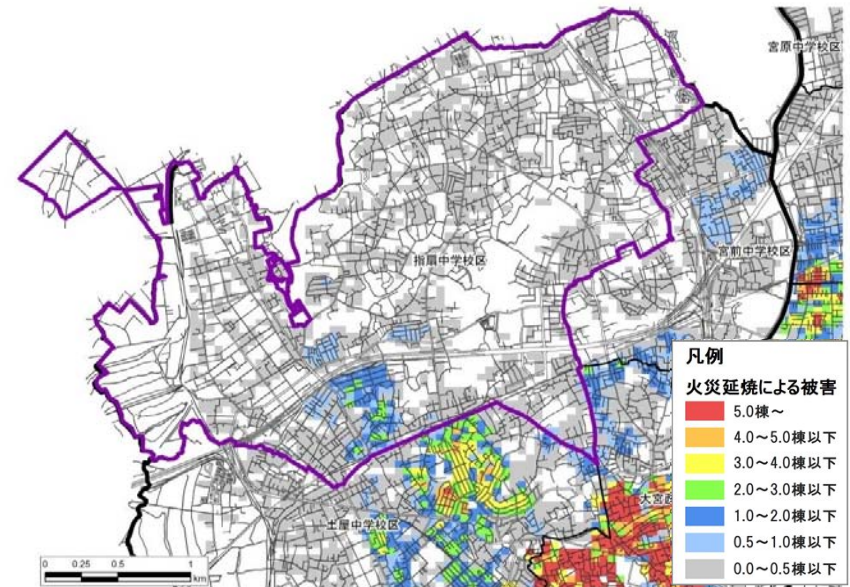 宮原中学校区
宮前中学校区
指扇中学校区
土屋中学校区
大宮西
凡例
火災延焼による被害
5.0棟～
4.0～5.0棟以下
3.0～4.0棟以下
2.0～3.0棟以下
1.0～2.0棟以下
0.5～1.0棟以下
0.0～0.5棟以下
0 0.25 0.5 1
km